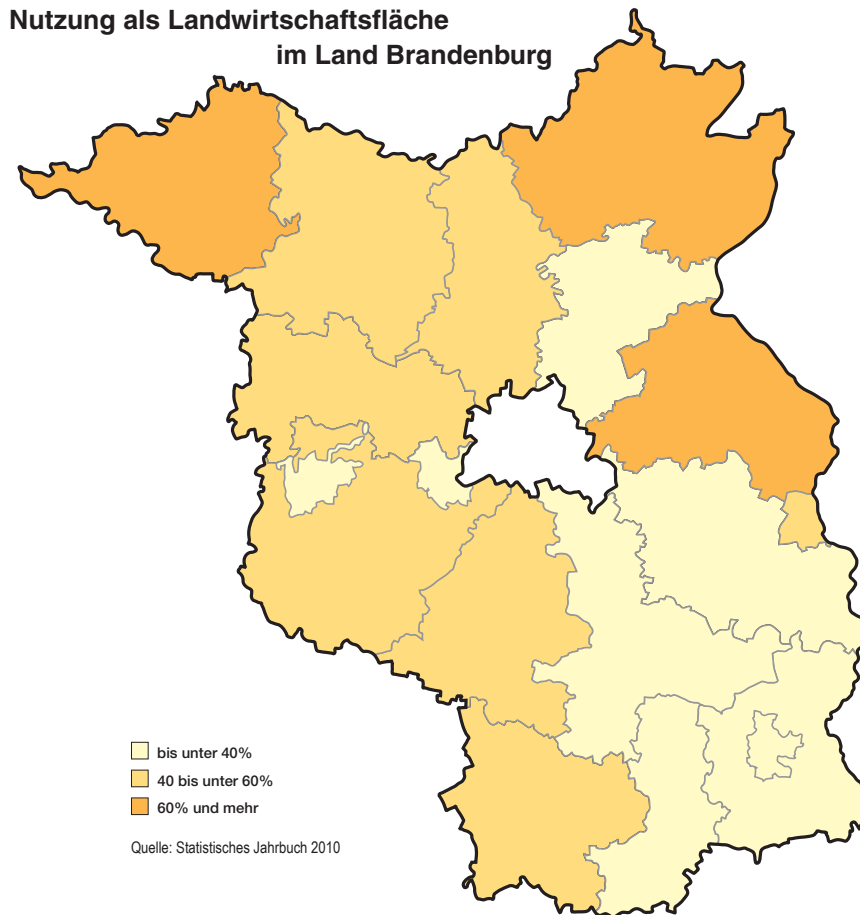 Nutzung als Landwirtschaftsfläche
im Land Brandenburg
bis unter 40%
40 bis unter 60%
60% und mehr
Quelle: Statistisches Jahrbuch 2010